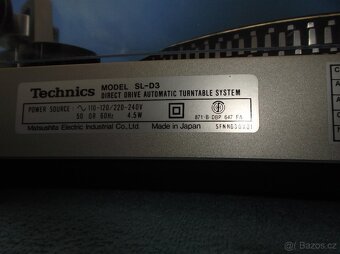 Technics MODEL SL-D3
DIRECT DRIVE AUTOMATIC TURNTABLE SYSTEM
POWER SOURCE : 110-120/220-240V
50 OR 60Hz 4.5W
Matsushita Electric Industrial Co., Ltd.
Made in Japan
Bazos.cz